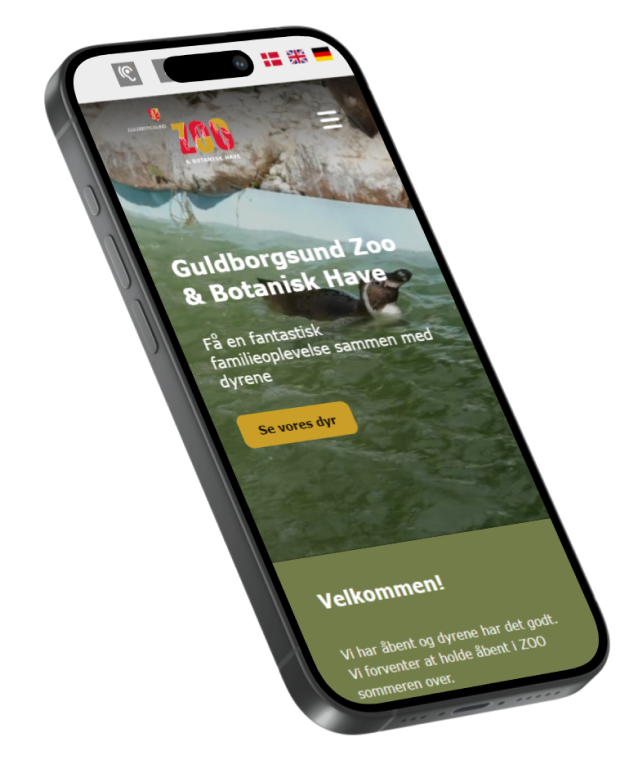 GULDBORGSUND
ZOO
& BOTANISK HAVE
Guldborgsund Zoo
& Botanisk Have
Få en fantastisk
familieoplevelse sammen med
dyrene
Se vores dyr
Velkommen!
Vi har åbent og dyrene har det godt.
Vi forventer at holde åbent i ZOO
sommeren over.